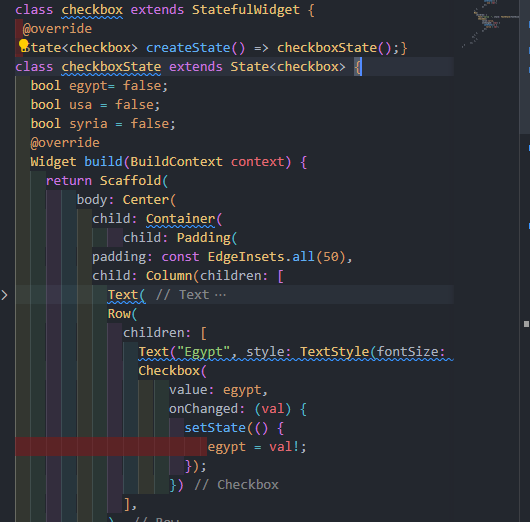 class checkbox extends StatefulWidget {
@override
State<checkbox> createState() => checkboxState();}
class checkboxState extends State<checkbox> {
bool egypt= false;
bool usa = false;
bool syria = false;
@override
Widget build(BuildContext context) {
return Scaffold(
body: Center(
child: Container(
child: Padding(
padding: const EdgeInsets.all(50),
child: Column(children: [
Text( // Text ⋯
Row(
children: [
Text("Egypt", style: TextStyle(fontSize:
Checkbox(
value: egypt,
onChanged: (val) {
setState(() {
egypt = val!;
});
}) // Checkbox
],
) // Row